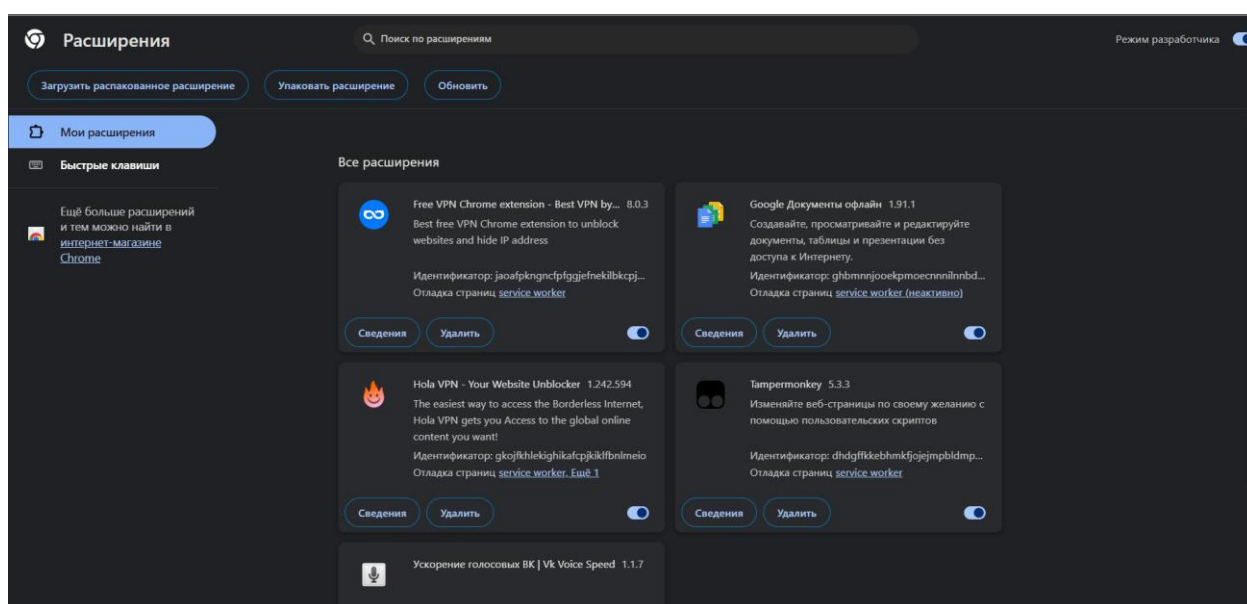 Расширения
Поиск по расширениям
Режим разработчика
Загрузить распакованное расширение
Упаковать расширение
Обновить
Мои расширения
Быстрые клавиши
Ещё больше расширений
и тем можно найти в
интернет-магазине
Chrome
Все расширения
Free VPN Chrome extension - Best VPN by... 8.0.3
Best free VPN Chrome extension to unblock
websites and hide IP address
Идентификатор: jaoafpkngncfpfggjefnekilbkcpj...
Отладка страниц service worker
Сведения
Удалить
Google Документы офлайн 1.91.1
Создавайте, просматривайте и редактируйте
документы, таблицы и презентации без
доступа к Интернету.
Идентификатор: ghbmnnjooekpmoecnnnilnnbd...
Отладка страниц service worker (неактивно)
Сведения
Удалить
Hola VPN - Your Website Unblocker 1.242.594
The easiest way to access the Borderless Internet,
Hola VPN gets you Access to the global online
content you want!
Идентификатор: gkojfkhlekighikafcpjkiklfbnlmeio
Отладка страниц service worker, Ещё 1
Сведения
Удалить
Tampermonkey 5.3.3
Изменяйте веб-страницы по своему желанию с
помощью пользовательских скриптов
Идентификатор: dhdgffkkebhmkfjojejmpbldmp...
Отладка страниц service worker
Сведения
Удалить
Ускорение голосовых ВК | Vk Voice Speed 1.1.7